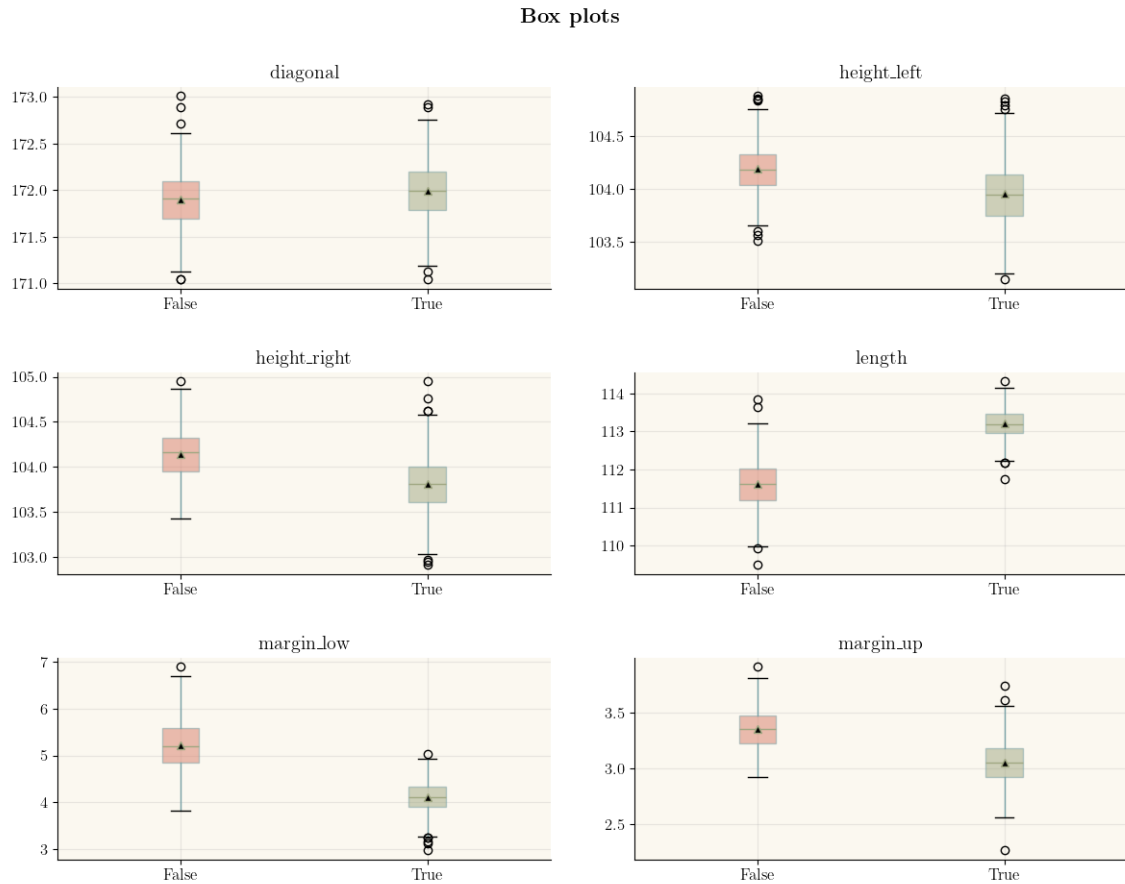 Box plots
diagonal
173.0
172.5
172.0
171.5
171.0
False True
height_left
104.5
104.0
103.5
False True
height_right
105.0
104.5
104.0
103.5
103.0
False True
length
114
113
112
111
110
False True
margin_low
7
6
5
4
3
False True
margin_up
3.5
3.0
2.5
False True